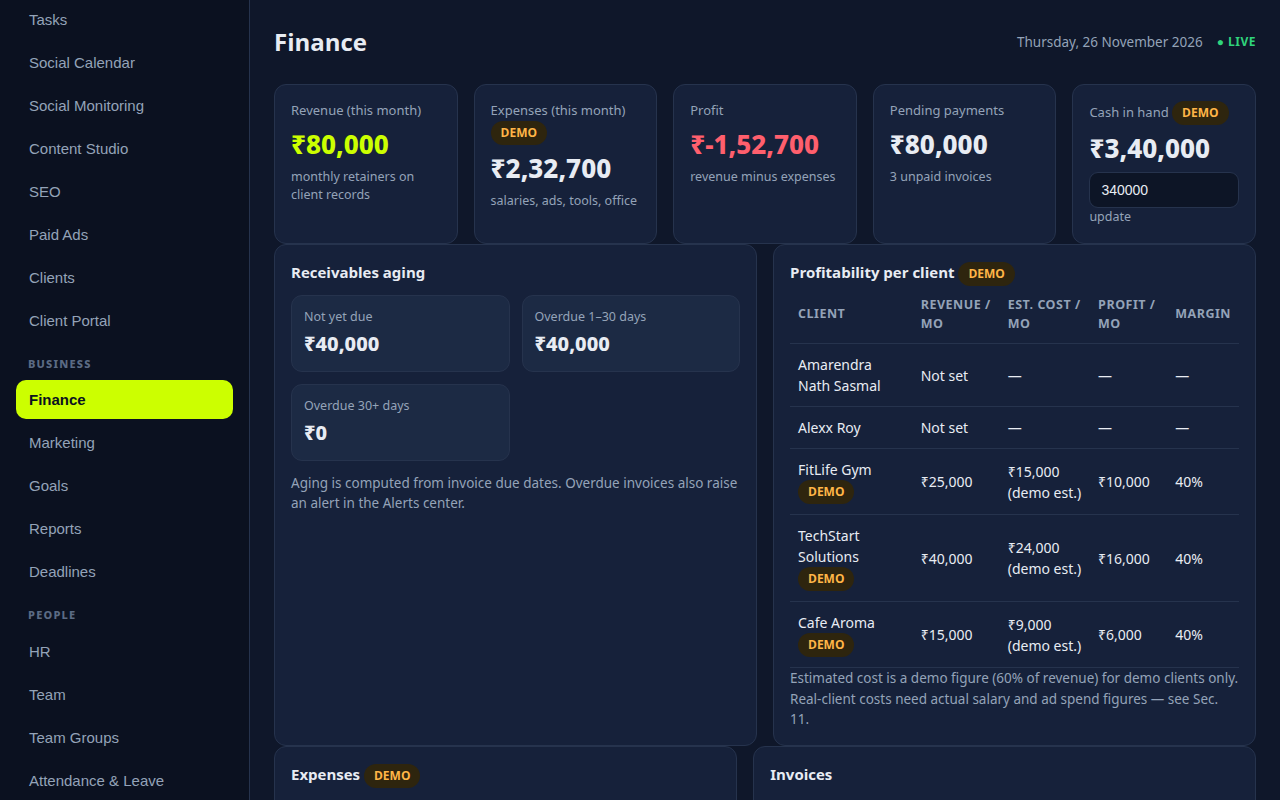 Tasks
Social Calendar
Social Monitoring
Content Studio
SEO
Paid Ads
Clients
Client Portal
BUSINESS
Finance
Marketing
Goals
Reports
Deadlines
PEOPLE
HR
Team
Team Groups
Attendance & Leave
Finance
Thursday, 26 November 2026 ● LIVE
Revenue (this month)
₹80,000
monthly retainers on
client records
Expenses (this month)
DEMO
₹2,32,700
salaries, ads, tools, office
Profit
₹-1,52,700
revenue minus expenses
Pending payments
₹80,000
3 unpaid invoices
Cash in hand DEMO
₹3,40,000
340000
update
Receivables aging
Not yet due
₹40,000
Overdue 1–30 days
₹40,000
Overdue 30+ days
₹0
Aging is computed from invoice due dates. Overdue invoices also raise
an alert in the Alerts center.
Profitability per client DEMO
CLIENT REVENUE / MO EST. COST / MO PROFIT / MO MARGIN
Amarendra Nath Sasmal Not set — — —
Alexx Roy Not set — — —
FitLife Gym DEMO ₹25,000 ₹15,000 (demo est.) ₹10,000 40%
TechStart Solutions DEMO ₹40,000 ₹24,000 (demo est.) ₹16,000 40%
Cafe Aroma DEMO ₹15,000 ₹9,000 (demo est.) ₹6,000 40%
Estimated cost is a demo figure (60% of revenue) for demo clients only.
Real-client costs need actual salary and ad spend figures — see Sec.
11.
Expenses DEMO
Invoices